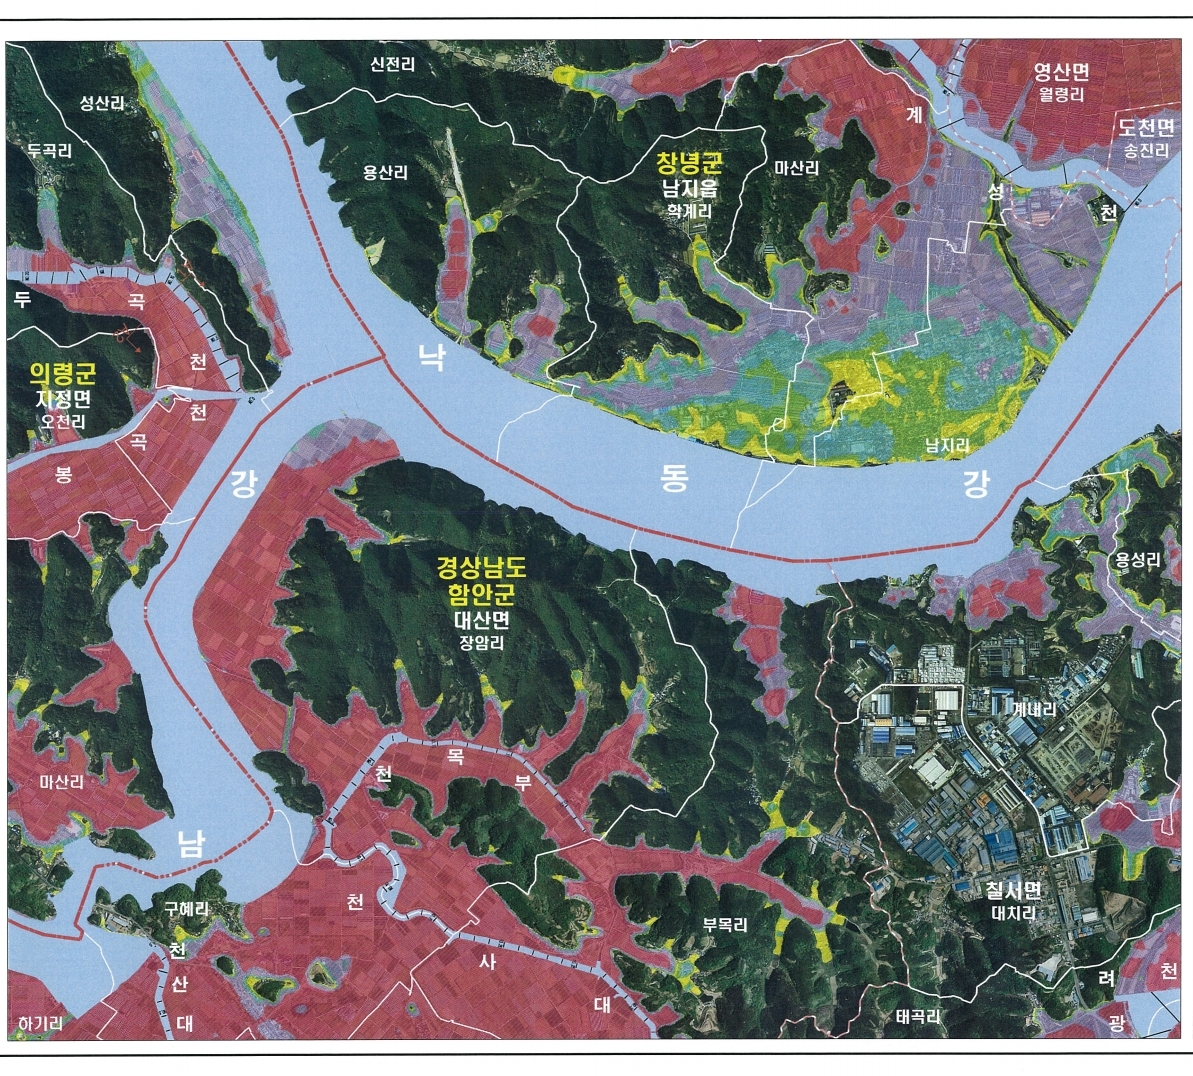 신전리
성산리
두곡리
용산리
창녕군
남지읍
학계리
마산리
계
성
천
영산면
월령리
도천면
송진리
두
곡
천
의령군
지정면
오천리
천
곡
봉
낙
동
강
강
남지리
용성리
경상남도
함안군
대산면
장암리
계내리
마산리
천
목
부
남
구혜리
천
사
대
칠서면
대치리
부목리
천
산
대
하기리
태곡리
려
천
광